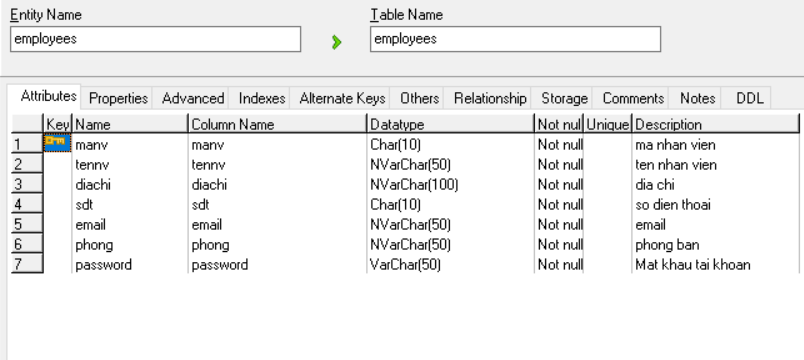 Entity Name Table Name
employees employees
Attributes Properties Advanced Indexes Alternate Keys Others Relationship Storage Comments Notes DDL
Key Name Column Name Datatype Not nul Unique Description
1 manv manv Char(10) Not null ma nhan vien
2 tennv tennv NVarChar(50) Not null ten nhan vien
3 diachi diachi NVarChar(100) Not null dia chi
4 sdt sdt Char(10) Not null so dien thoai
5 email email NVarChar(50) Not null email
6 phong phong NVarChar(50) Not null phong ban
7 password password VarChar(50) Not null Mat khau tai khoan